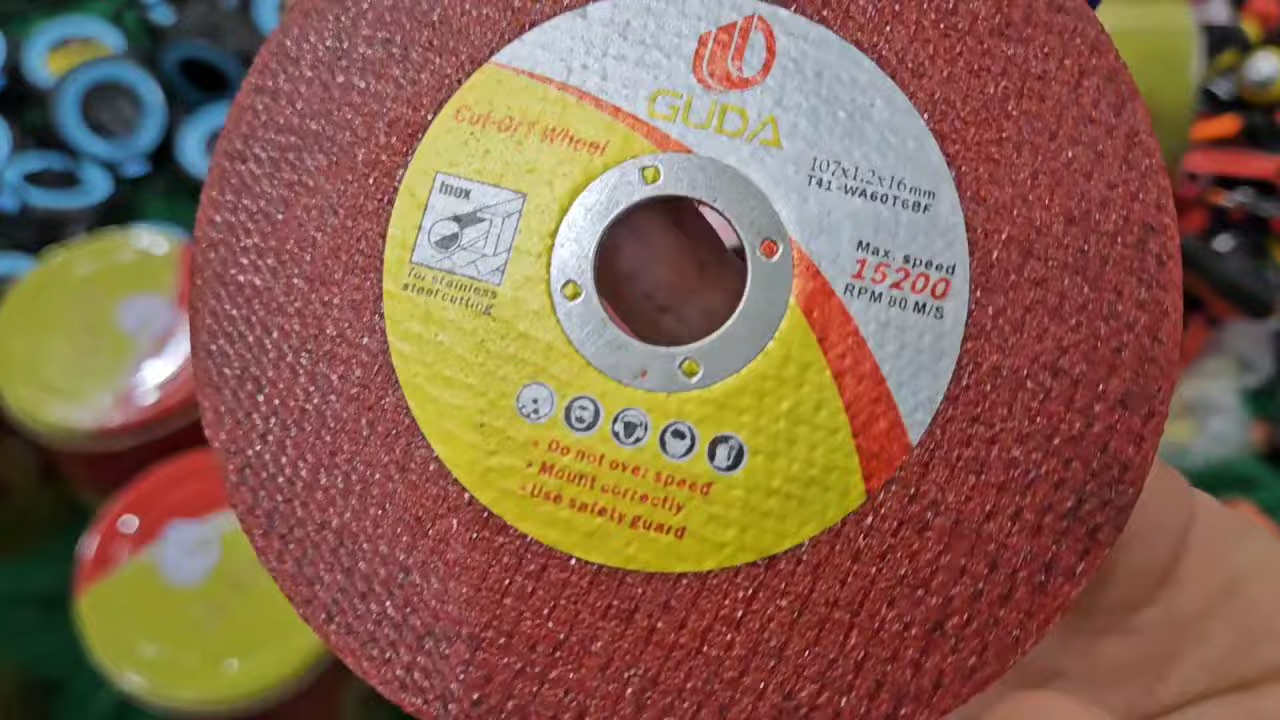 GUDA
Cut-Off Wheel
107x1.2x16mm
T41-WA60T6BF
Inox
for stainless
steel cutting
Max. speed
15200
RPM 80 M/S
Do not over speed
Mount correctly
Use safety guard